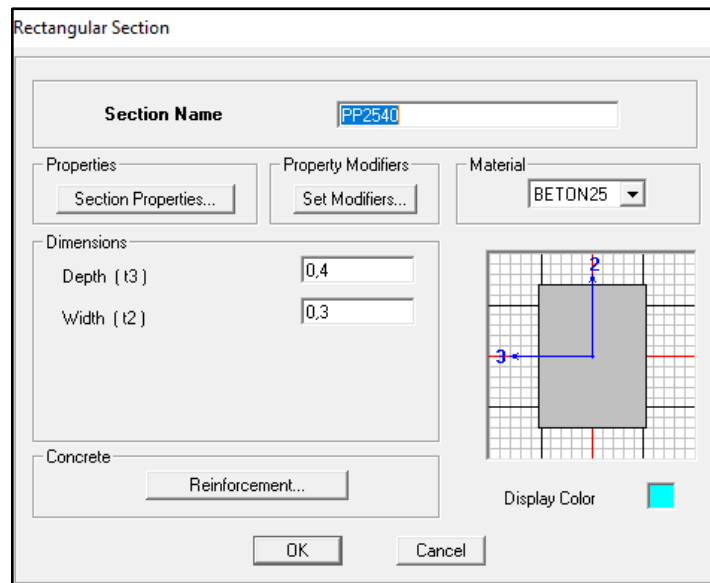 Rectangular Section
Section Name
PP2540
Properties
Section Properties...
Property Modifiers
Set Modifiers...
Material
BETON25
Dimensions
Depth ( t3 )
0,4
Width ( t2 )
0,3
2
3
Concrete
Reinforcement...
Display Color
OK
Cancel